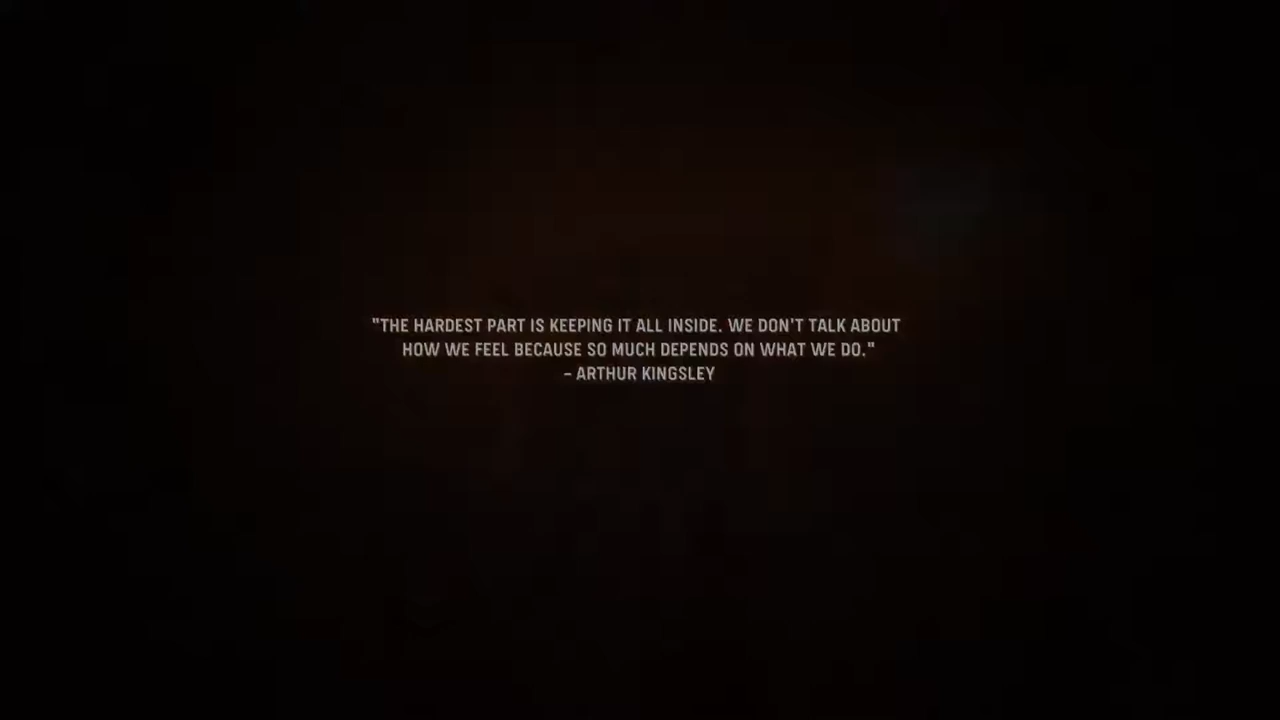 "THE HARDEST PART IS KEEPING IT ALL INSIDE. WE DON'T TALK ABOUT
HOW WE FEEL BECAUSE SO MUCH DEPENDS ON WHAT WE DO."
– ARTHUR KINGSLEY